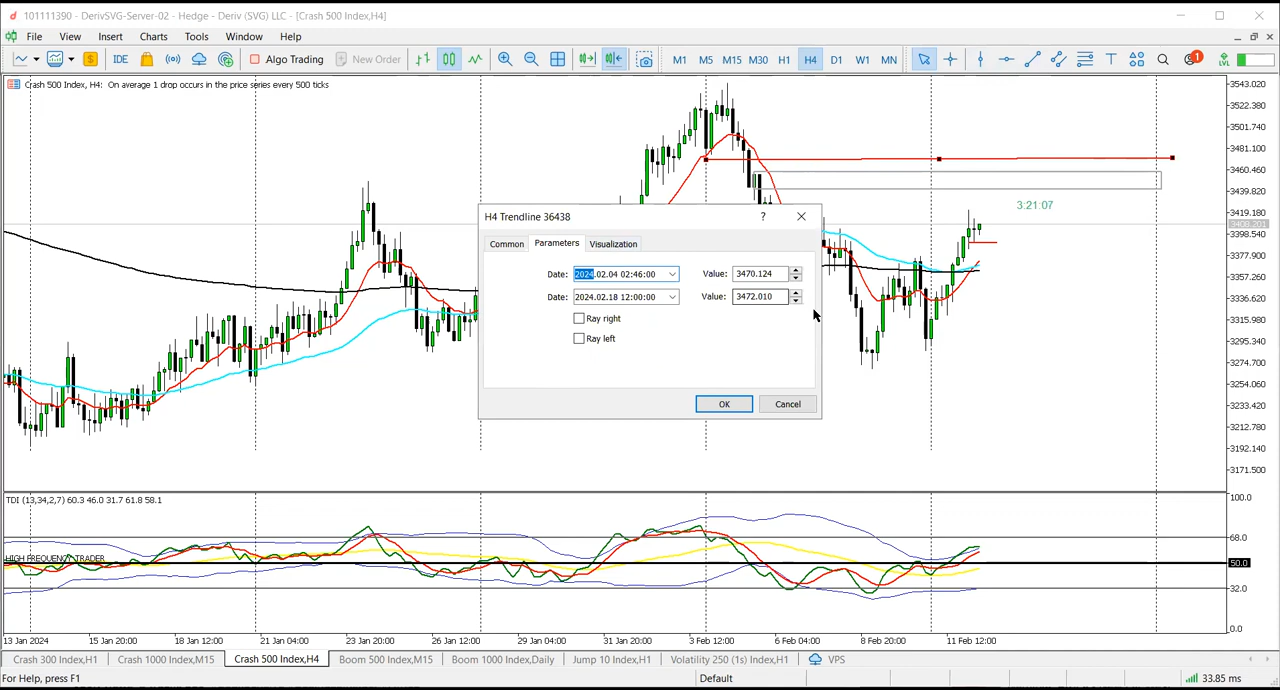 101111390 - DerivSVG-Server-02 - Hedge - Deriv (SVG) LLC - [Crash 500 Index,H4]
File View Insert Charts Tools Window Help
IDE Algo Trading New Order M1 M5 M15 M30 H1 H4 D1 W1 MN T 1 LVL
Crash 500 Index, H4: On average 1 drop occurs in the price series every 500 ticks
3543.020
3522.380
3501.740
3481.100
3460.460
3439.820
3:21:07
3419.180
3408.201
3398.540
3377.900
3357.260
3336.620
3315.980
3295.340
3274.700
3254.060
3233.420
3212.780
3192.140
3171.500
H4 Trendline 36438 ?
Common Parameters Visualization
Date: 2024.02.04 02:46:00 Value: 3470.124
Date: 2024.02.18 12:00:00 Value: 3472.010
Ray right
Ray left
OK Cancel
TDI (13,34,2,7) 60.3 46.0 31.7 61.8 58.1
100.0
68.0
HIGH FREQUENCY TRADER
50.0
32.0
0.0
13 Jan 2024 15 Jan 20:00 18 Jan 12:00 21 Jan 04:00 23 Jan 20:00 26 Jan 12:00 29 Jan 04:00 31 Jan 20:00 3 Feb 12:00 6 Feb 04:00 8 Feb 20:00 11 Feb 12:00
Crash 300 Index,H1 Crash 1000 Index,M15 Crash 500 Index,H4 Boom 500 Index,M15 Boom 1000 Index,Daily Jump 10 Index,H1 Volatility 250 (1s) Index,H1 VPS
For Help, press F1 Default 33.85 ms